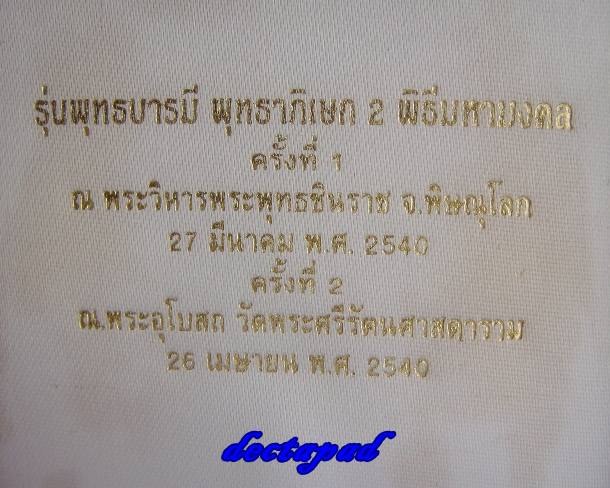 รุ่นพุทธบารมี พุทธาภิเษก 2 พิธีมหามงคล
ครั้งที่ 1
ณ พระวิหารพระพุทธชินราช จ.พิษณุโลก
27 มีนาคม พ.ศ. 2540
ครั้งที่ 2
ณ.พระอุโบสถ วัดพระศรีรัตนศาสดาราม
26 เมษายน พ.ศ. 2540
doctapad